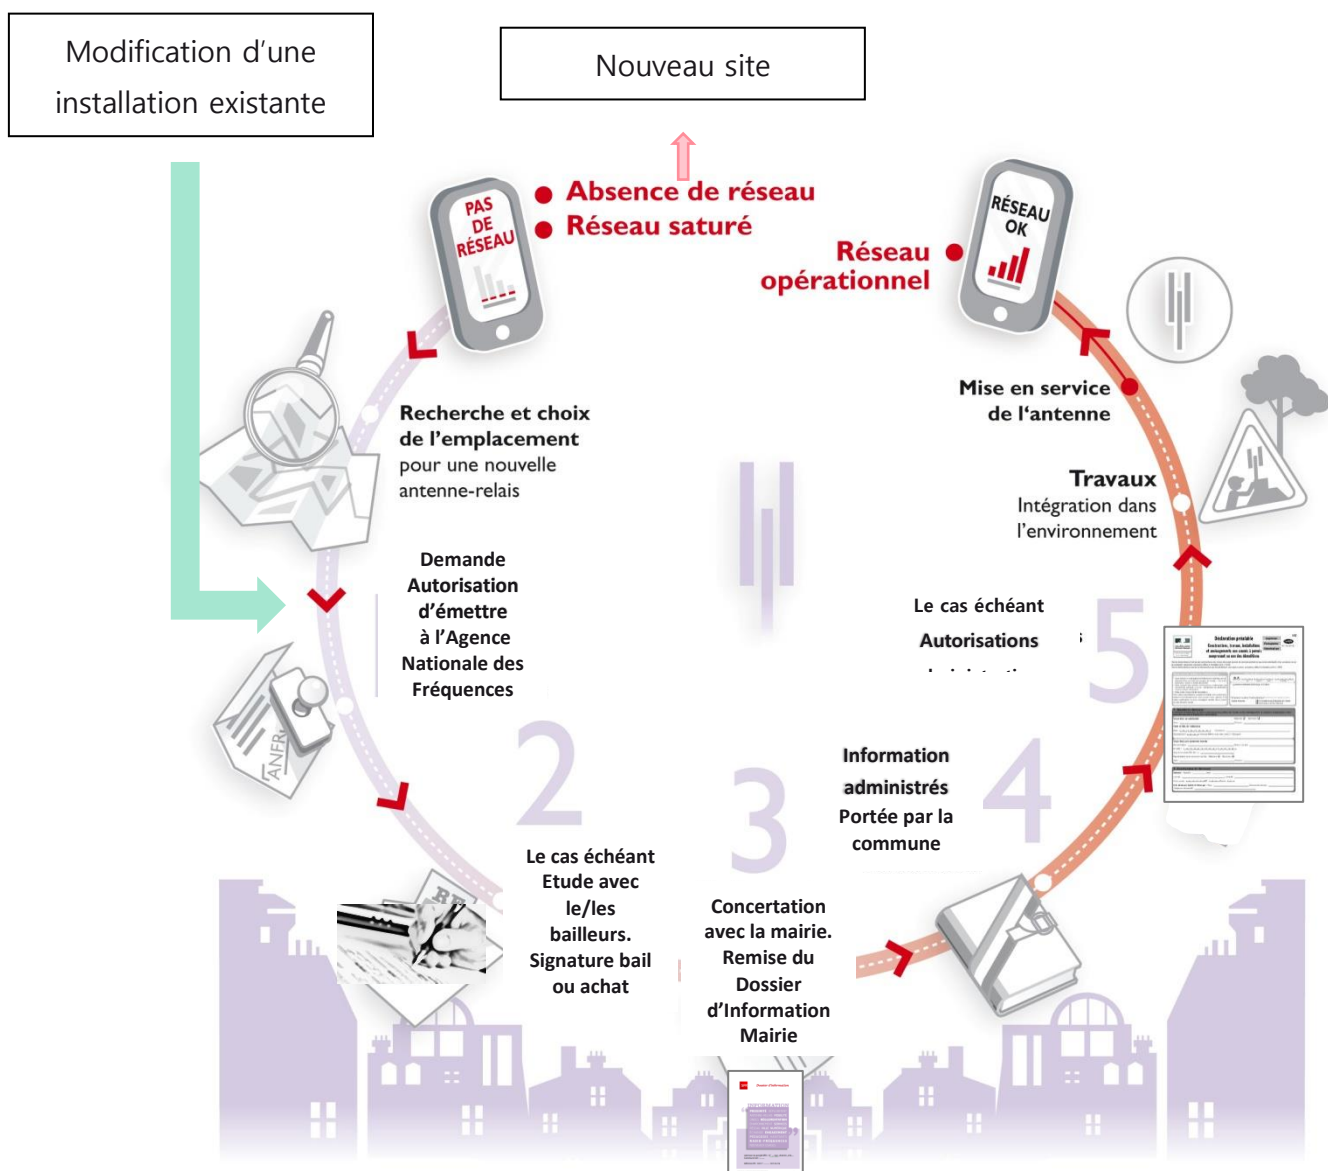 Modification d’une
installation existante
Nouveau site
PAS
DE
RÉSEAU
Absence de réseau
Réseau saturé
RÉSEAU
OK
Réseau
opérationnel
Recherche et choix
de l’emplacement
pour une nouvelle
antenne-relais
Mise en service
de l‘antenne
Travaux
Intégration dans
l’environnement
Demande
Autorisation
d’émettre
à l’Agence
Nationale des
Fréquences
ANFR
Le cas échéant
Autorisations
5
2
Le cas échéant
Etude avec
le/les
bailleurs.
Signature bail
ou achat
3
Concertation
avec la mairie.
Remise du
Dossier
d’Information
Mairie
4
Information
administrés
Portée par la
commune
Déclaration préalable
Dossier d’Information